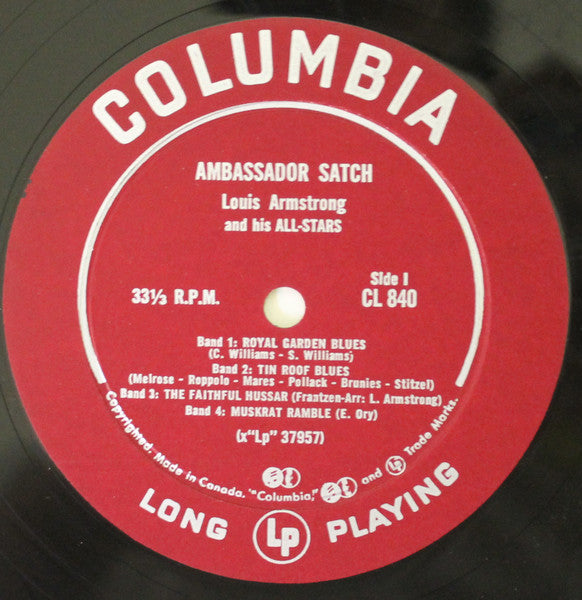 COLUMBIA
AMBASSADOR SATCH
Louis Armstrong
and his ALL-STARS
33⅓ R.P.M.
Side I
CL 840
Band 1: ROYAL GARDEN BLUES
(C. Williams - S. Williams)
Band 2: TIN ROOF BLUES
(Melrose - Roppolo - Mares - Pollack - Brunies - Stitzel)
Band 3: THE FAITHFUL HUSSAR (Frantzen-Arr: L. Armstrong)
Band 4: MUSKRAT RAMBLE (E. Ory)
(x"Lp" 37957)
Copyrighted. Made in Canada. "Columbia," and Lp Trade Marks.
LONG Lp PLAYING